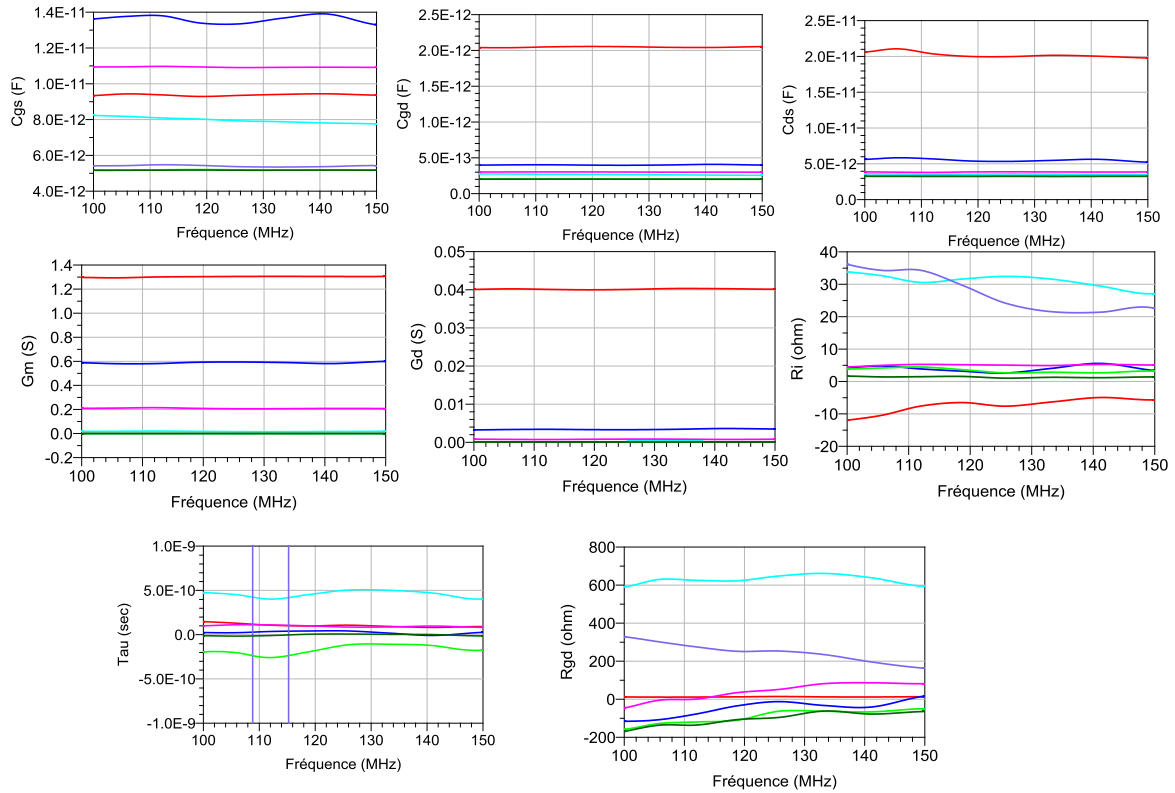 Cgs (F)
1.4E-11
1.2E-11
1.0E-11
8.0E-12
6.0E-12
4.0E-12
100 110 120 130 140 150
Fréquence (MHz)
Cgd (F)
2.5E-12
2.0E-12
1.5E-12
1.0E-12
5.0E-13
0.0
100 110 120 130 140 150
Fréquence (MHz)
Cds (F)
2.5E-11
2.0E-11
1.5E-11
1.0E-11
5.0E-12
0.0
100 110 120 130 140 150
Fréquence (MHz)
Gm (S)
1.4
1.2
1.0
0.8
0.6
0.4
0.2
0.0
-0.2
100 110 120 130 140 150
Fréquence (MHz)
Gd (S)
0.05
0.04
0.03
0.02
0.01
0.00
100 110 120 130 140 150
Fréquence (MHz)
Ri (ohm)
40
30
20
10
0
-10
-20
100 110 120 130 140 150
Fréquence (MHz)
Tau (sec)
1.0E-9
5.0E-10
0.0
-5.0E-10
-1.0E-9
100 110 120 130 140 150
Fréquence (MHz)
Rgd (ohm)
800
600
400
200
0
-200
100 110 120 130 140 150
Fréquence (MHz)